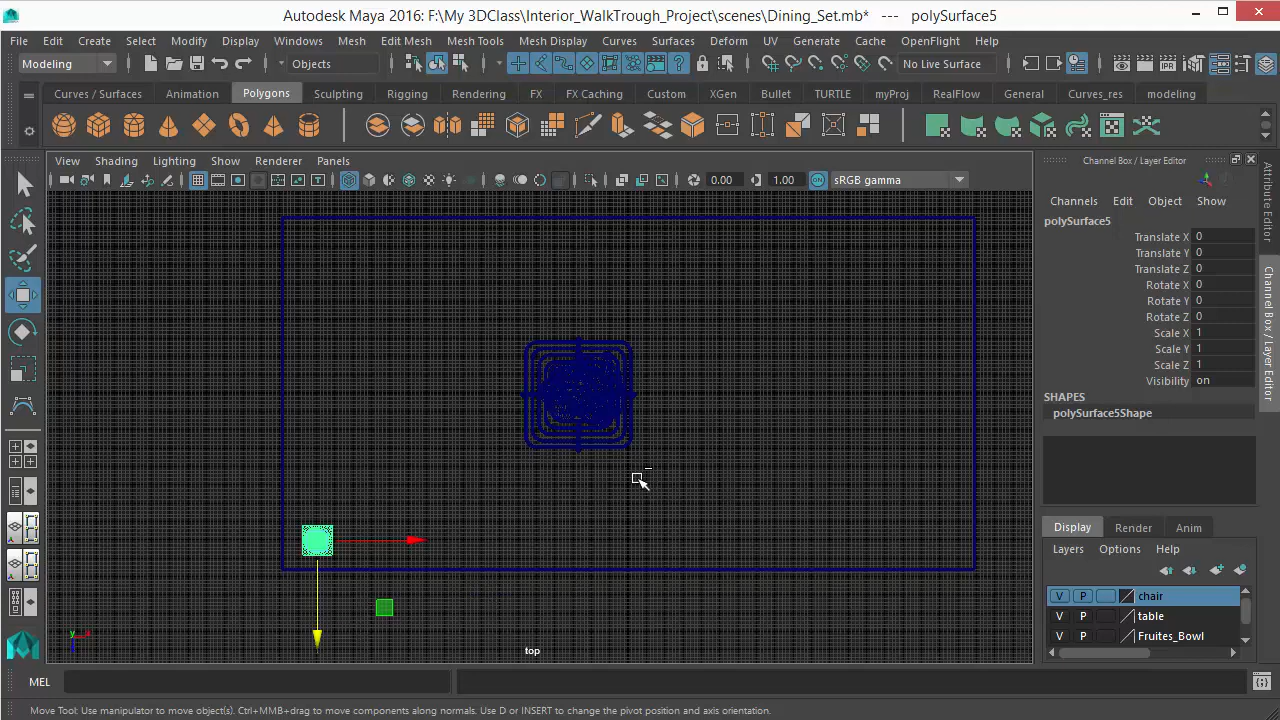 Autodesk Maya 2016: F:\My 3DClass\Interior_WalkTrough_Project\scenes\Dining_Set.mb* --- polySurface5
File Edit Create Select Modify Display Windows Mesh Edit Mesh Mesh Tools Mesh Display Curves Surfaces Deform UV Generate Cache OpenFlight Help
Modeling Objects No Live Surface
Curves / Surfaces Animation Polygons Sculpting Rigging Rendering FX FX Caching Custom XGen Bullet TURTLE myProj RealFlow General Curves_res modeling
View Shading Lighting Show Renderer Panels
0.00 1.00 ON sRGB gamma
Channel Box / Layer Editor
Channels Edit Object Show
polySurface5
Translate X 0
Translate Y 0
Translate Z 0
Rotate X 0
Rotate Y 0
Rotate Z 0
Scale X 1
Scale Y 1
Scale Z 1
Visibility on
SHAPES
polySurface5Shape
Display Render Anim
Layers Options Help
V P chair
V P table
V P Fruites_Bowl
Attribute Editor
Channel Box / Layer Editor
y x
top
MEL
Move Tool: Use manipulator to move object(s). Ctrl+MMB+drag to move components along normals. Use D or INSERT to change the pivot position and axis orientation.